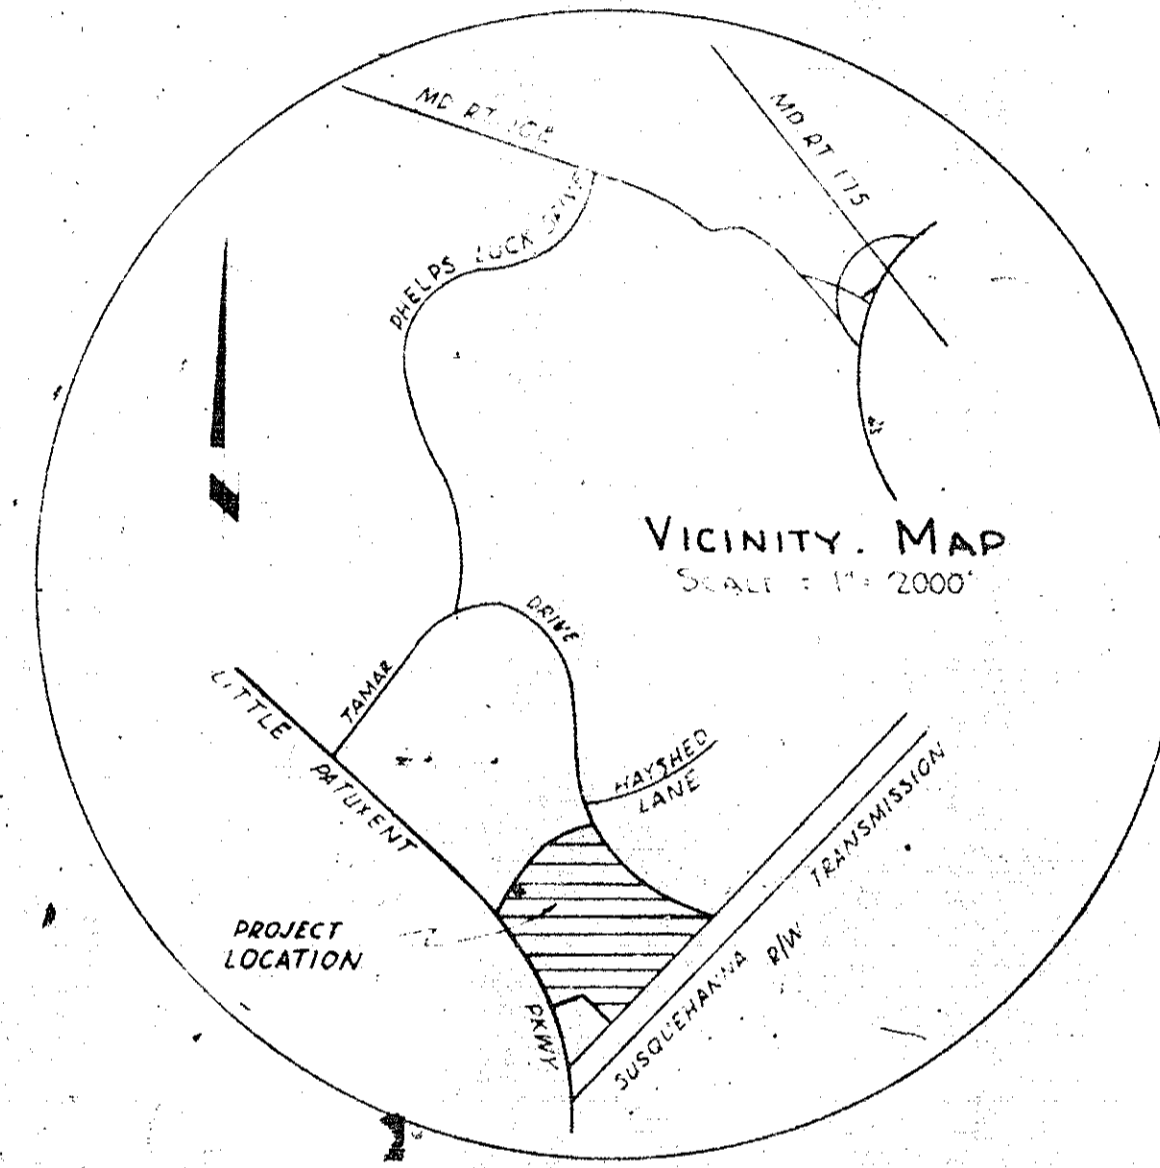 MD RT. 108
MD RT 175
PHELPS LUCK DRIVE
VICINITY. MAP
SCALE : 1" = 2000'
TAMAR DRIVE
LITTLE PATUXENT PKWY
HAYSHED
LANE
PROJECT
LOCATION
SUSQUEHANNA R/W TRANSMISSION